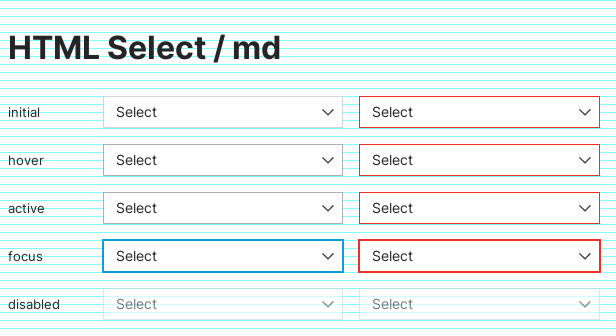 HTML Select / md
initial Select Select
hover Select Select
active Select Select
focus Select Select
disabled Select Select